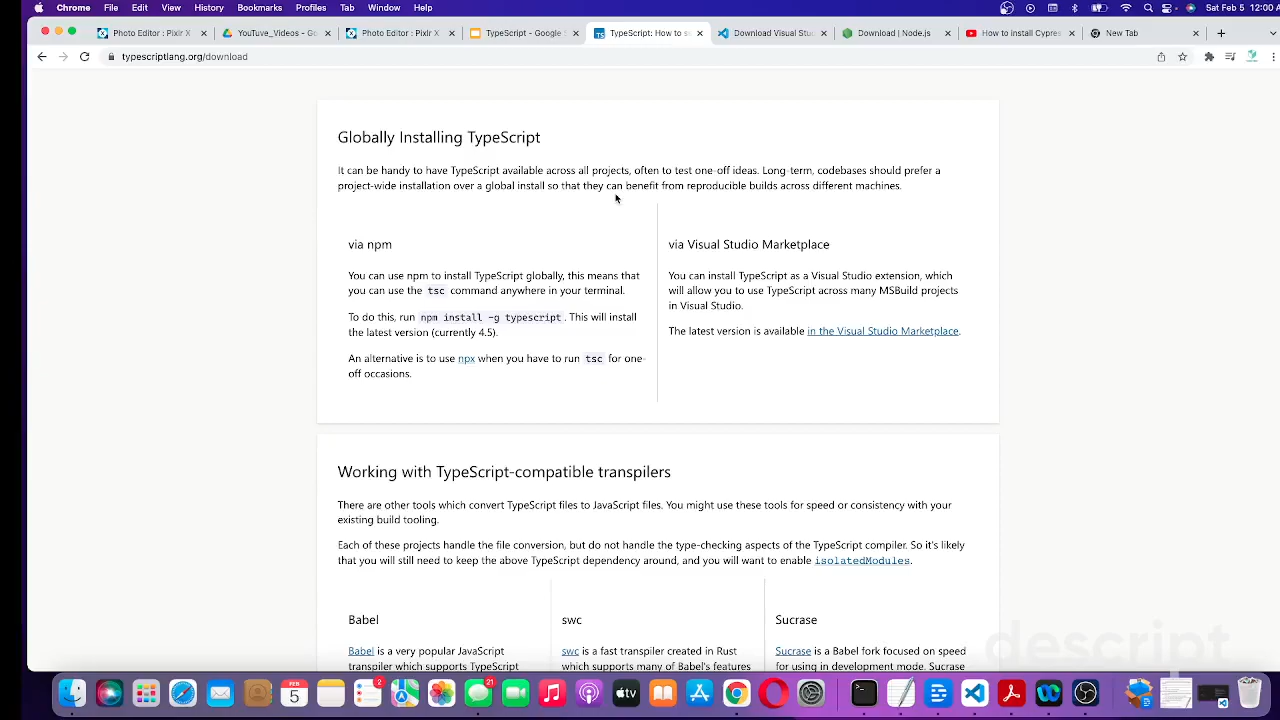 Chrome File Edit View History Bookmarks Profiles Tab Window Help Sat Feb 5 12:00
Photo Editor : Pixlr X YouTuve_Videos - Go Photo Editor : Pixlr X TypeScript - Google TypeScript: How to se Download Visual Stud Download | Node.js How to install Cypres New Tab
typescriptlang.org/download
Globally Installing TypeScript
It can be handy to have TypeScript available across all projects, often to test one-off ideas. Long-term, codebases should prefer a
project-wide installation over a global install so that they can benefit from reproducible builds across different machines.
via npm
You can use npm to install TypeScript globally, this means that
you can use the tsc command anywhere in your terminal.
To do this, run npm install -g typescript. This will install
the latest version (currently 4.5).
An alternative is to use npx when you have to run tsc for one-
off occasions.
via Visual Studio Marketplace
You can install TypeScript as a Visual Studio extension, which
will allow you to use TypeScript across many MSBuild projects
in Visual Studio.
The latest version is available in the Visual Studio Marketplace.
Working with TypeScript-compatible transpilers
There are other tools which convert TypeScript files to JavaScript files. You might use these tools for speed or consistency with your
existing build tooling.
Each of these projects handle the file conversion, but do not handle the type-checking aspects of the TypeScript compiler. So it's likely
that you will still need to keep the above TypeScript dependency around, and you will want to enable isolatedModules.
Babel
Babel is a very popular JavaScript
transpiler which supports TypeScript
swc
swc is a fast transpiler created in Rust
which supports many of Babel's features
Sucrase
Sucrase is a Babel fork focused on speed
for using in development mode. Sucrase
descript
FEB
5
2
21
tv